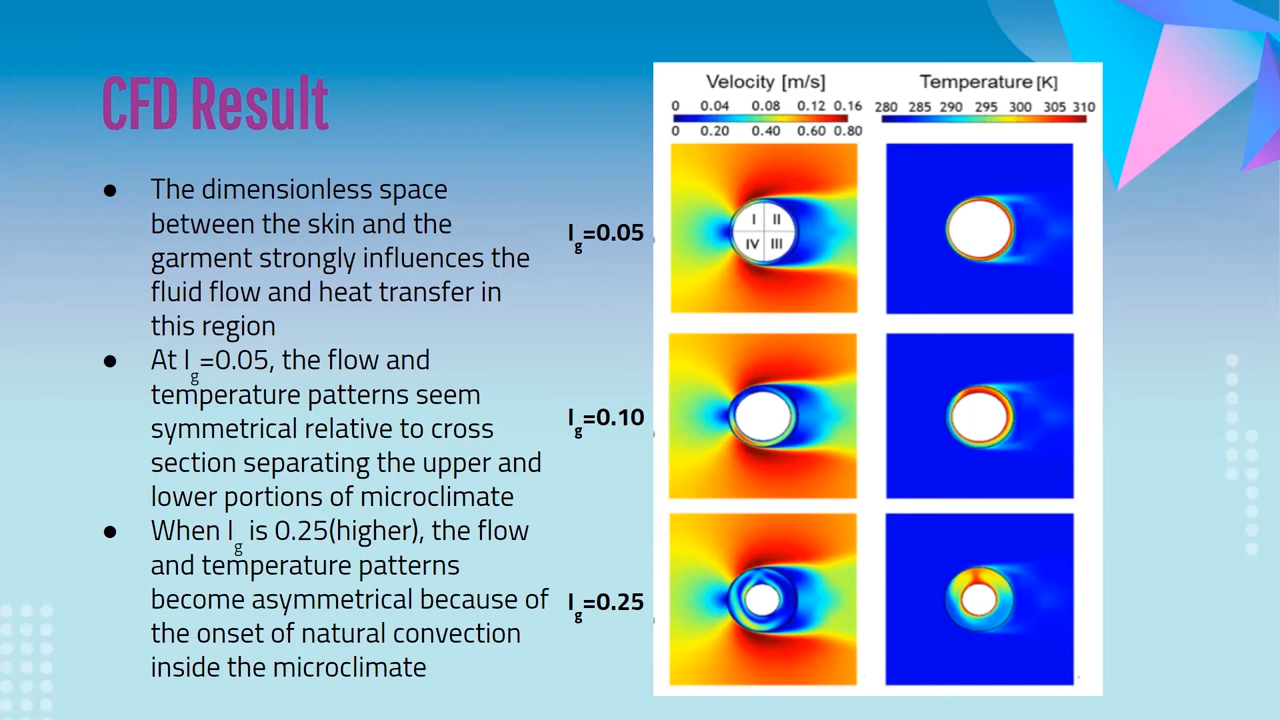 CFD Result
● The dimensionless space
between the skin and the
garment strongly influences the
fluid flow and heat transfer in
this region
● At lg=0.05, the flow and
temperature patterns seem
symmetrical relative to cross
section separating the upper and
lower portions of microclimate
● When lg is 0.25(higher), the flow
and temperature patterns
become asymmetrical because of
the onset of natural convection
inside the microclimate
Velocity [m/s]
0 0.04 0.08 0.12 0.16
0 0.20 0.40 0.60 0.80
Temperature [K]
280 285 290 295 300 305 310
lg=0.05
I II
IV III
lg=0.10
lg=0.25